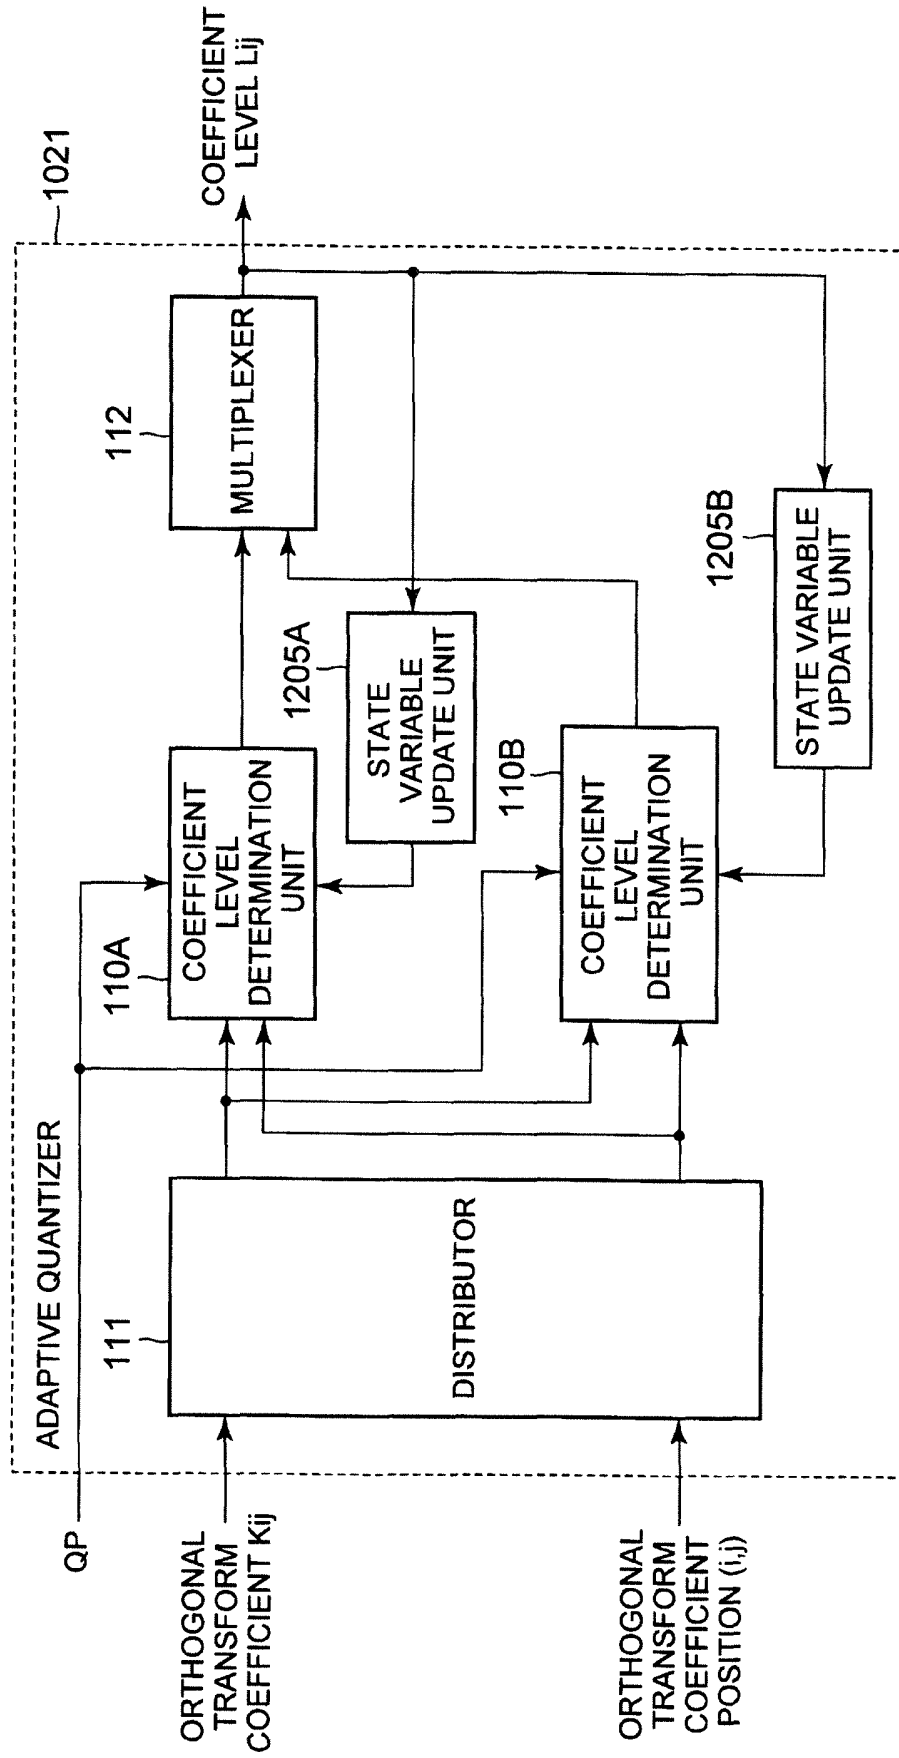 1021
ADAPTIVE QUANTIZER
QP
ORTHOGONAL
TRANSFORM
COEFFICIENT Kij
ORTHOGONAL
TRANSFORM
COEFFICIENT
POSITION (i,j)
111
DISTRIBUTOR
110A
COEFFICIENT
LEVEL
DETERMINATION
UNIT
1205A
STATE
VARIABLE
UPDATE UNIT
110B
COEFFICIENT
LEVEL
DETERMINATION
UNIT
1205B
STATE VARIABLE
UPDATE UNIT
112
MULTIPLEXER
COEFFICIENT
LEVEL Lij